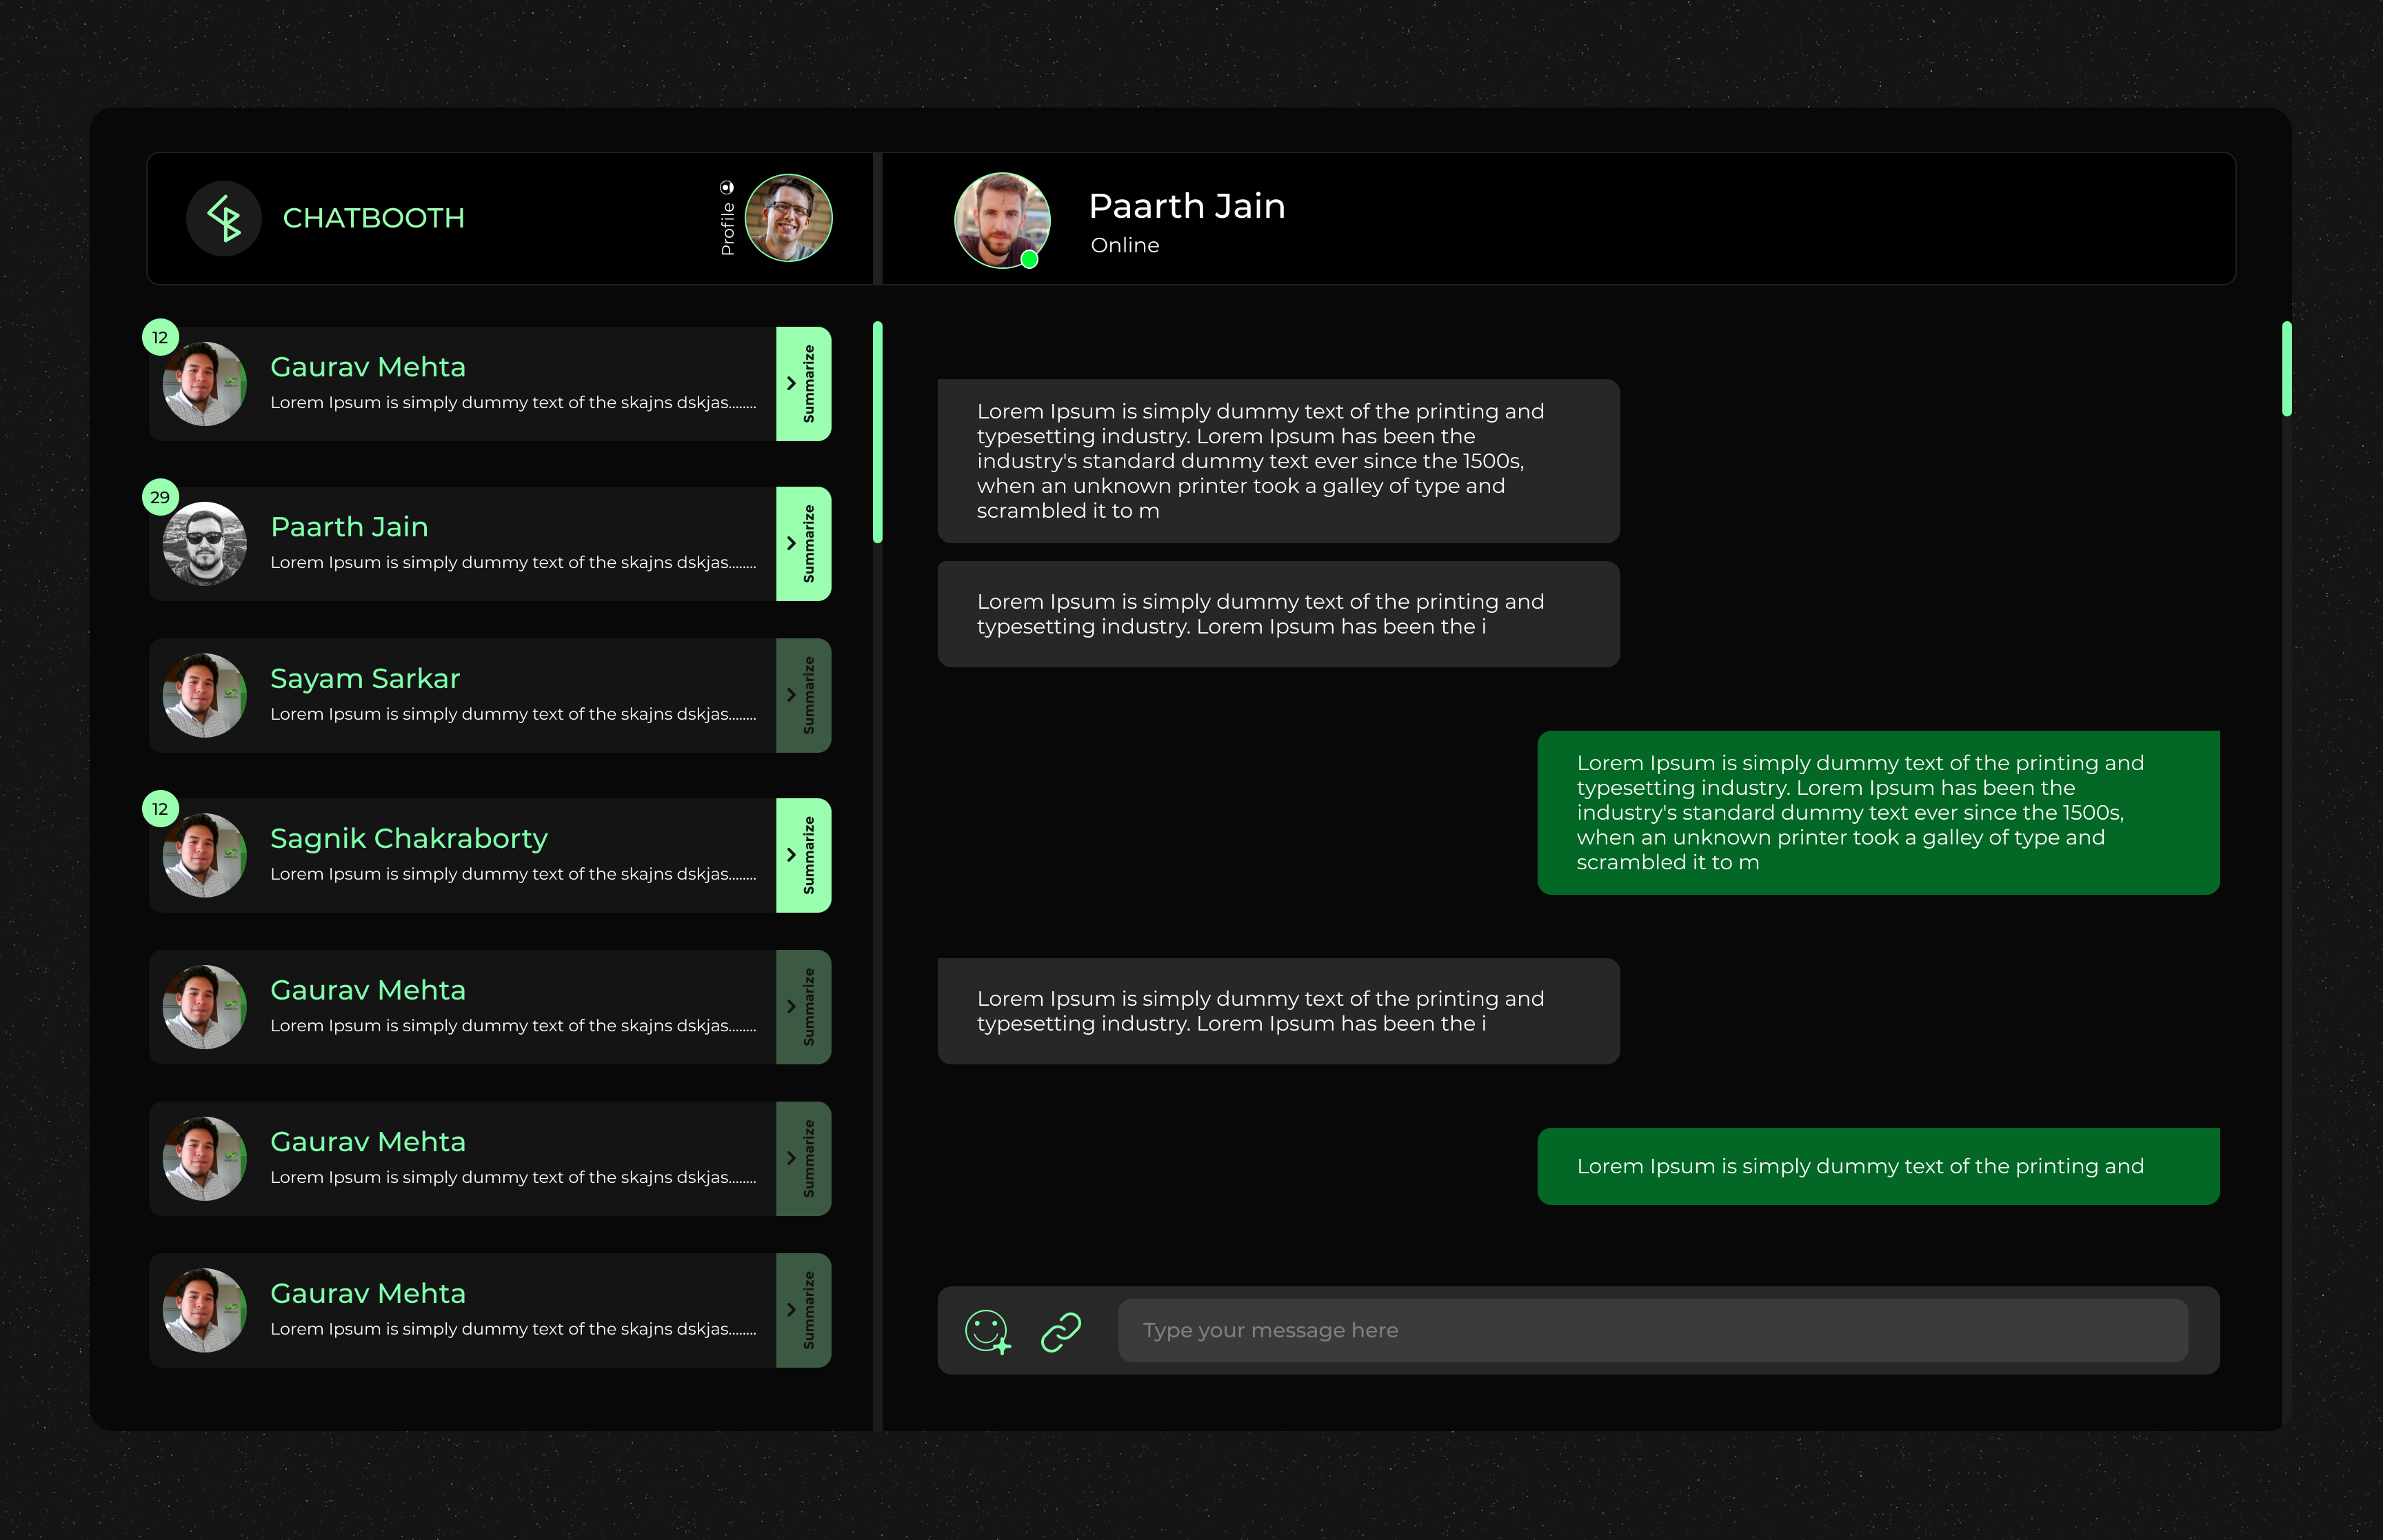 CHATBOOTH
Profile
Paarth Jain
Online
12
Gaurav Mehta
Lorem Ipsum is simply dummy text of the skajns dskjas........
Summarize
29
Paarth Jain
Lorem Ipsum is simply dummy text of the skajns dskjas........
Summarize
Sayam Sarkar
Lorem Ipsum is simply dummy text of the skajns dskjas........
Summarize
12
Sagnik Chakraborty
Lorem Ipsum is simply dummy text of the skajns dskjas........
Summarize
Gaurav Mehta
Lorem Ipsum is simply dummy text of the skajns dskjas........
Summarize
Gaurav Mehta
Lorem Ipsum is simply dummy text of the skajns dskjas........
Summarize
Gaurav Mehta
Lorem Ipsum is simply dummy text of the skajns dskjas........
Summarize
Lorem Ipsum is simply dummy text of the printing and
typesetting industry. Lorem Ipsum has been the
industry's standard dummy text ever since the 1500s,
when an unknown printer took a galley of type and
scrambled it to m
Lorem Ipsum is simply dummy text of the printing and
typesetting industry. Lorem Ipsum has been the i
Lorem Ipsum is simply dummy text of the printing and
typesetting industry. Lorem Ipsum has been the
industry's standard dummy text ever since the 1500s,
when an unknown printer took a galley of type and
scrambled it to m
Lorem Ipsum is simply dummy text of the printing and
typesetting industry. Lorem Ipsum has been the i
Lorem Ipsum is simply dummy text of the printing and
Type your message here